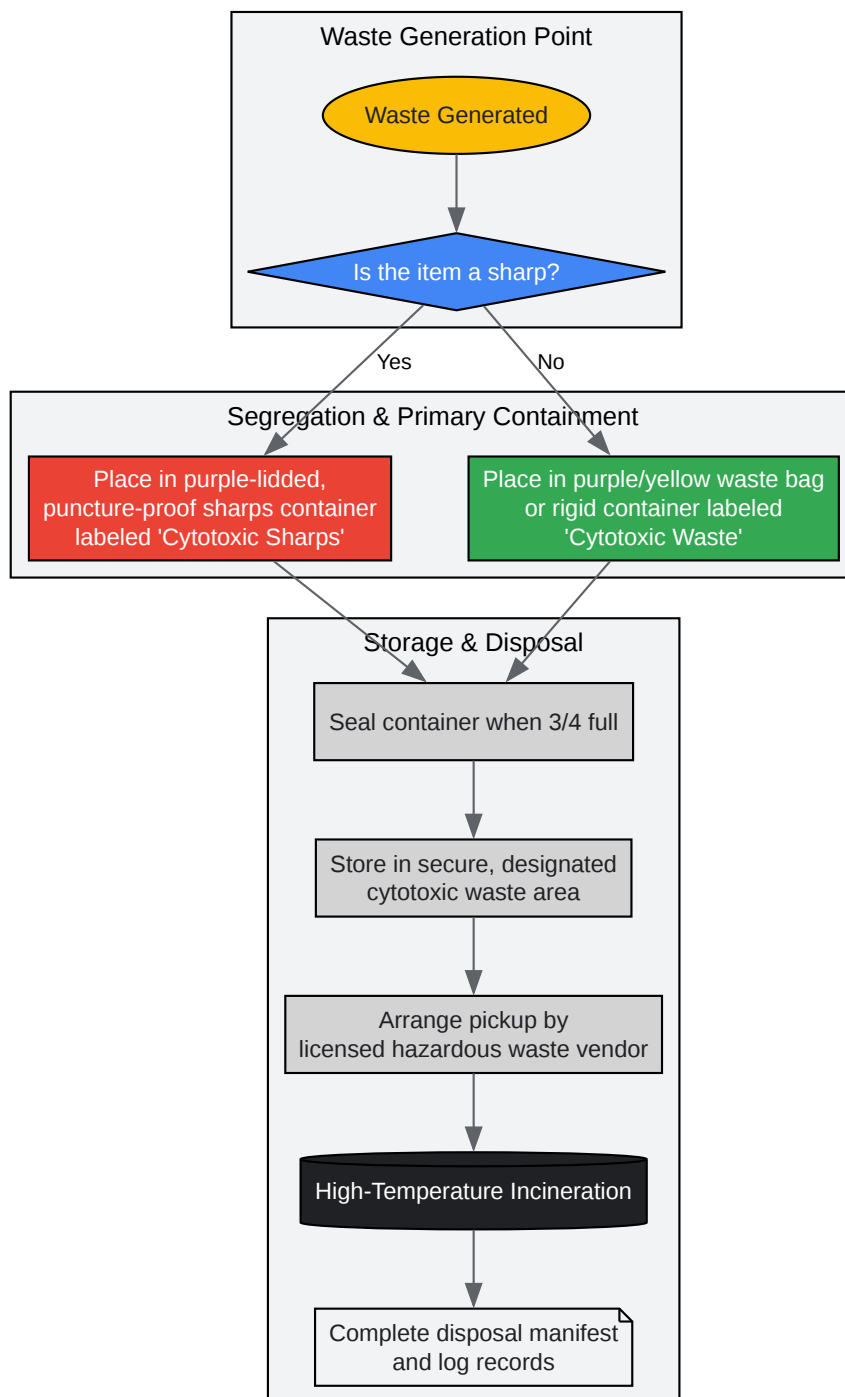 Waste Generation Point
Waste Generated
Is the item a sharp?
Yes
No
Segregation & Primary Containment
Place in purple-lidded,
puncture-proof sharps container
labeled 'Cytotoxic Sharps'
Place in purple/yellow waste bag
or rigid container labeled
'Cytotoxic Waste'
Storage & Disposal
Seal container when 3/4 full
Store in secure, designated
cytotoxic waste area
Arrange pickup by
licensed hazardous waste vendor
High-Temperature Incineration
Complete disposal manifest
and log records